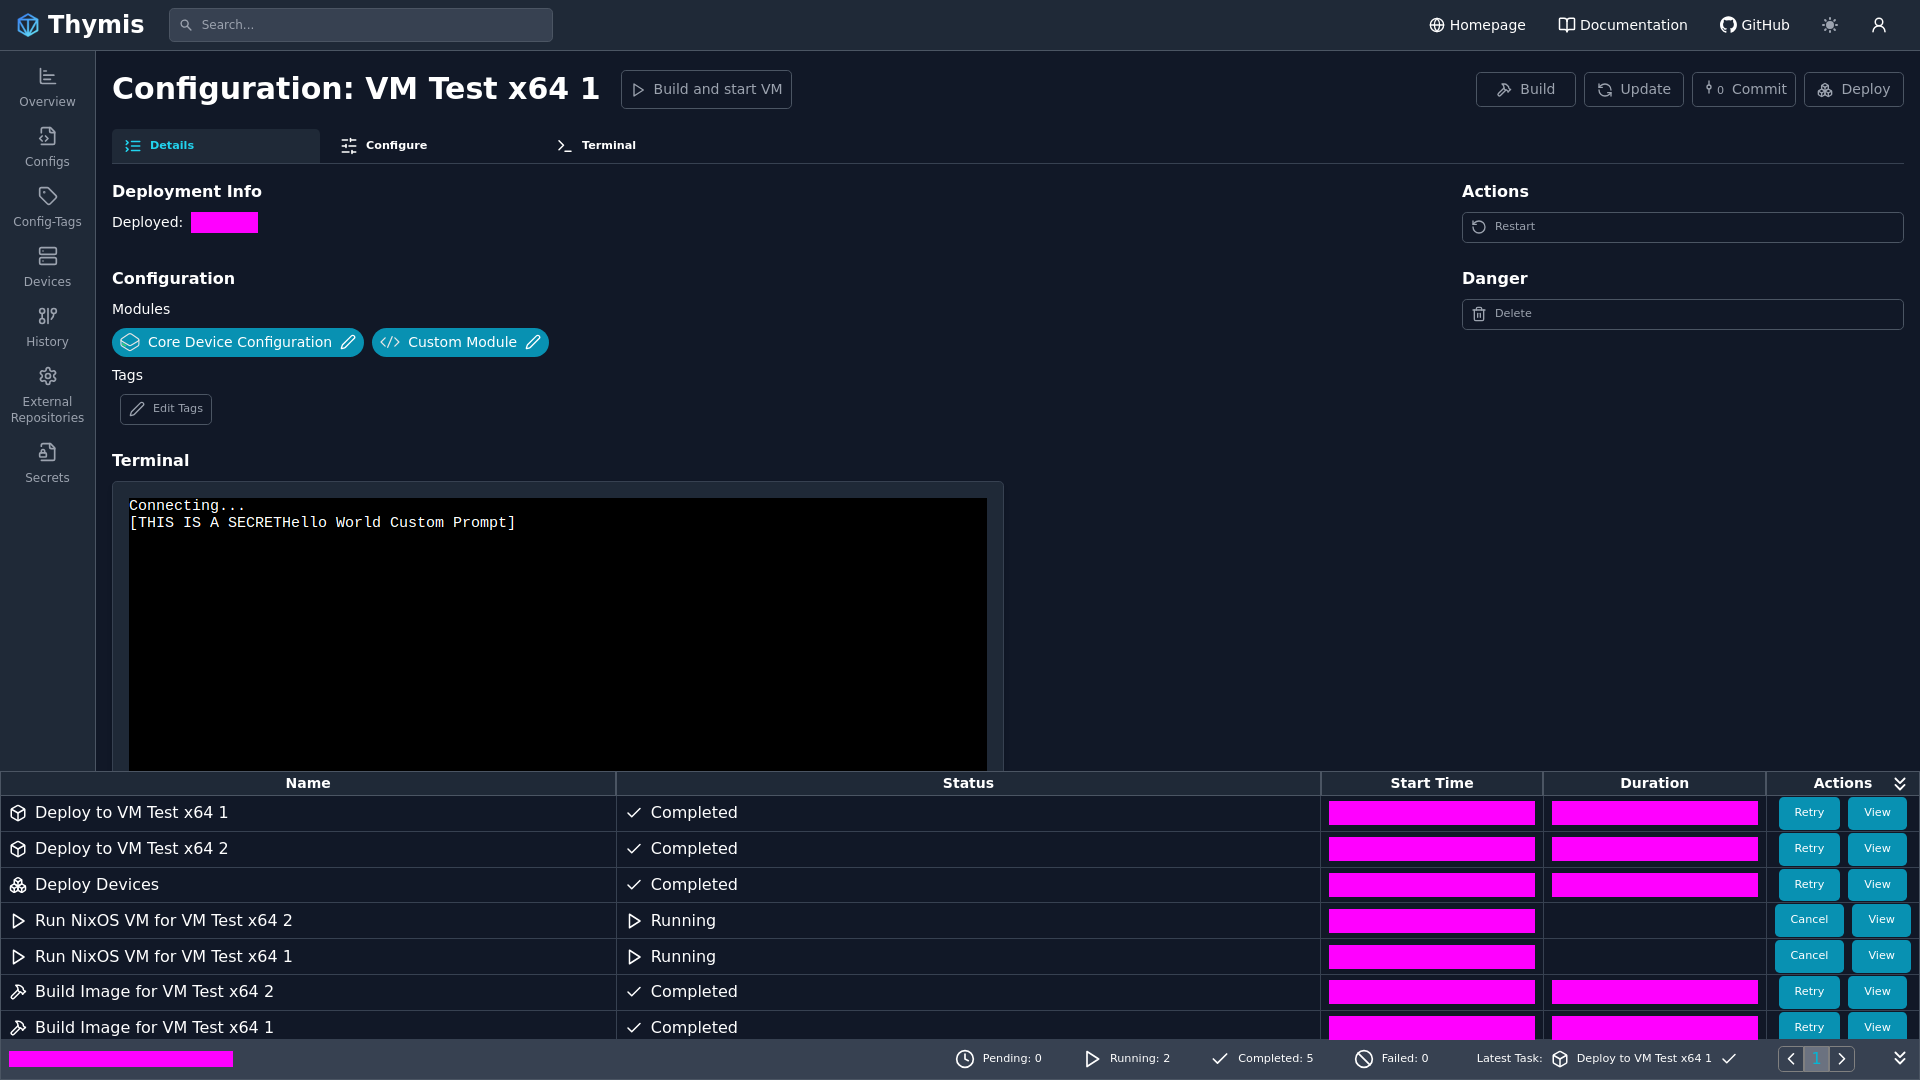 Thymis
Search...
Homepage
Documentation
GitHub
Overview
Configs
Config-Tags
Devices
History
External
Repositories
Secrets
Configuration: VM Test x64 1
Build and start VM
Build
Update
0 Commit
Deploy
Details
Configure
Terminal
Deployment Info
Deployed:
Configuration
Modules
Core Device Configuration
Custom Module
Tags
Edit Tags
Actions
Restart
Danger
Delete
Terminal
Connecting...
[THIS IS A SECRETHello World Custom Prompt]
Name Status Start Time Duration Actions
Deploy to VM Test x64 1 Completed Retry View
Deploy to VM Test x64 2 Completed Retry View
Deploy Devices Completed Retry View
Run NixOS VM for VM Test x64 2 Running Cancel View
Run NixOS VM for VM Test x64 1 Running Cancel View
Build Image for VM Test x64 2 Completed Retry View
Build Image for VM Test x64 1 Completed Retry View
Pending: 0 Running: 2 Completed: 5 Failed: 0 Latest Task: Deploy to VM Test x64 1 1